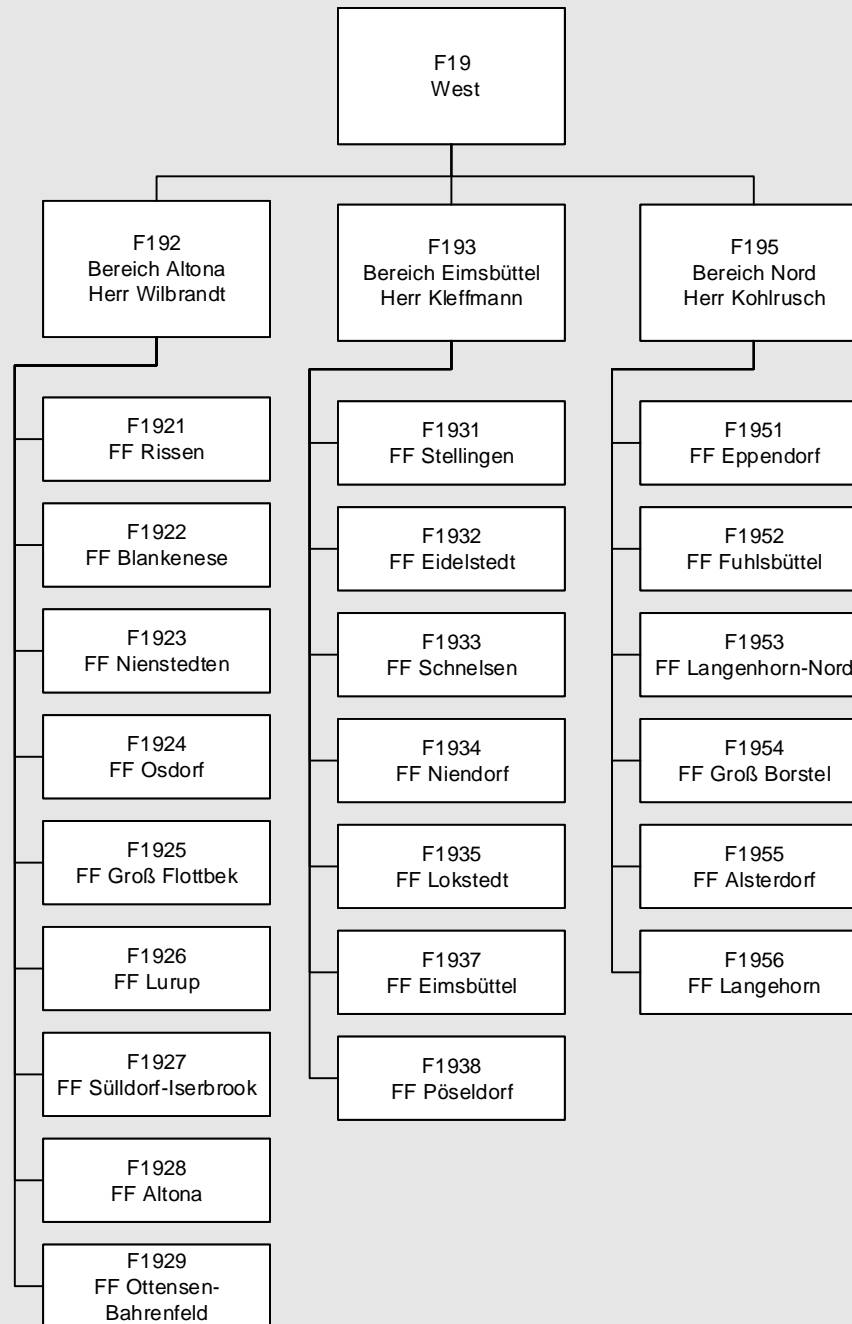 F19
West
F192
Bereich Altona
Herr Wilbrandt
F193
Bereich Eimsbüttel
Herr Kleffmann
F195
Bereich Nord
Herr Kohlrusch
F1921
FF Rissen
F1922
FF Blankenese
F1923
FF Nienstedten
F1924
FF Osdorf
F1925
FF Groß Flottbek
F1926
FF Lurup
F1927
FF Sülldorf-Iserbrook
F1928
FF Altona
F1929
FF Ottensen-
Bahrenfeld
F1931
FF Stellingen
F1932
FF Eidelstedt
F1933
FF Schnelsen
F1934
FF Niendorf
F1935
FF Lokstedt
F1937
FF Eimsbüttel
F1938
FF Pöseldorf
F1951
FF Eppendorf
F1952
FF Fuhlsbüttel
F1953
FF Langenhorn-Nord
F1954
FF Groß Borstel
F1955
FF Alsterdorf
F1956
FF Langehorn